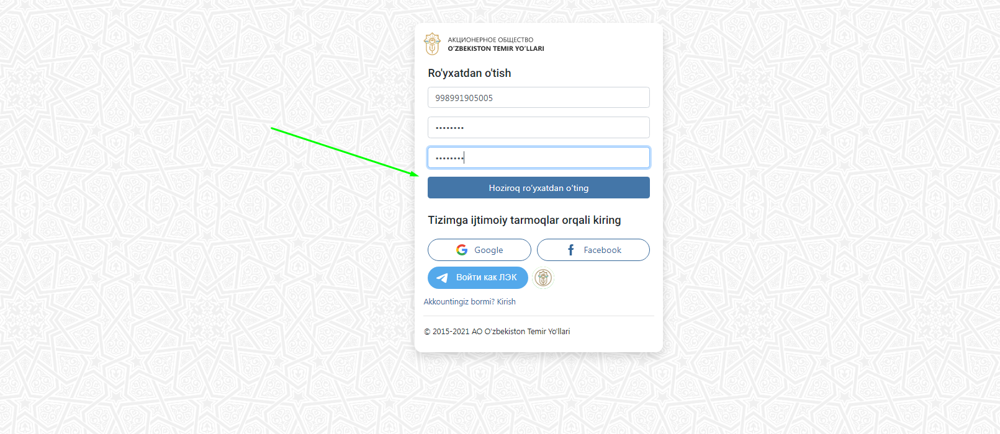 АКЦИОНЕРНОЕ ОБЩЕСТВО
O‘ZBEKISTON TEMIR YO‘LLARI
Ro'yxatdan o'tish
998991905005
••••••••
••••••••
Hoziroq ro‘yxatdan o‘ting
Tizimga ijtimoiy tarmoqlar orqali kiring
Google
Facebook
Войти как ЛЭК
Akkountingiz bormi? Kirish
© 2015-2021 АО O'zbekiston Temir Yo'llari